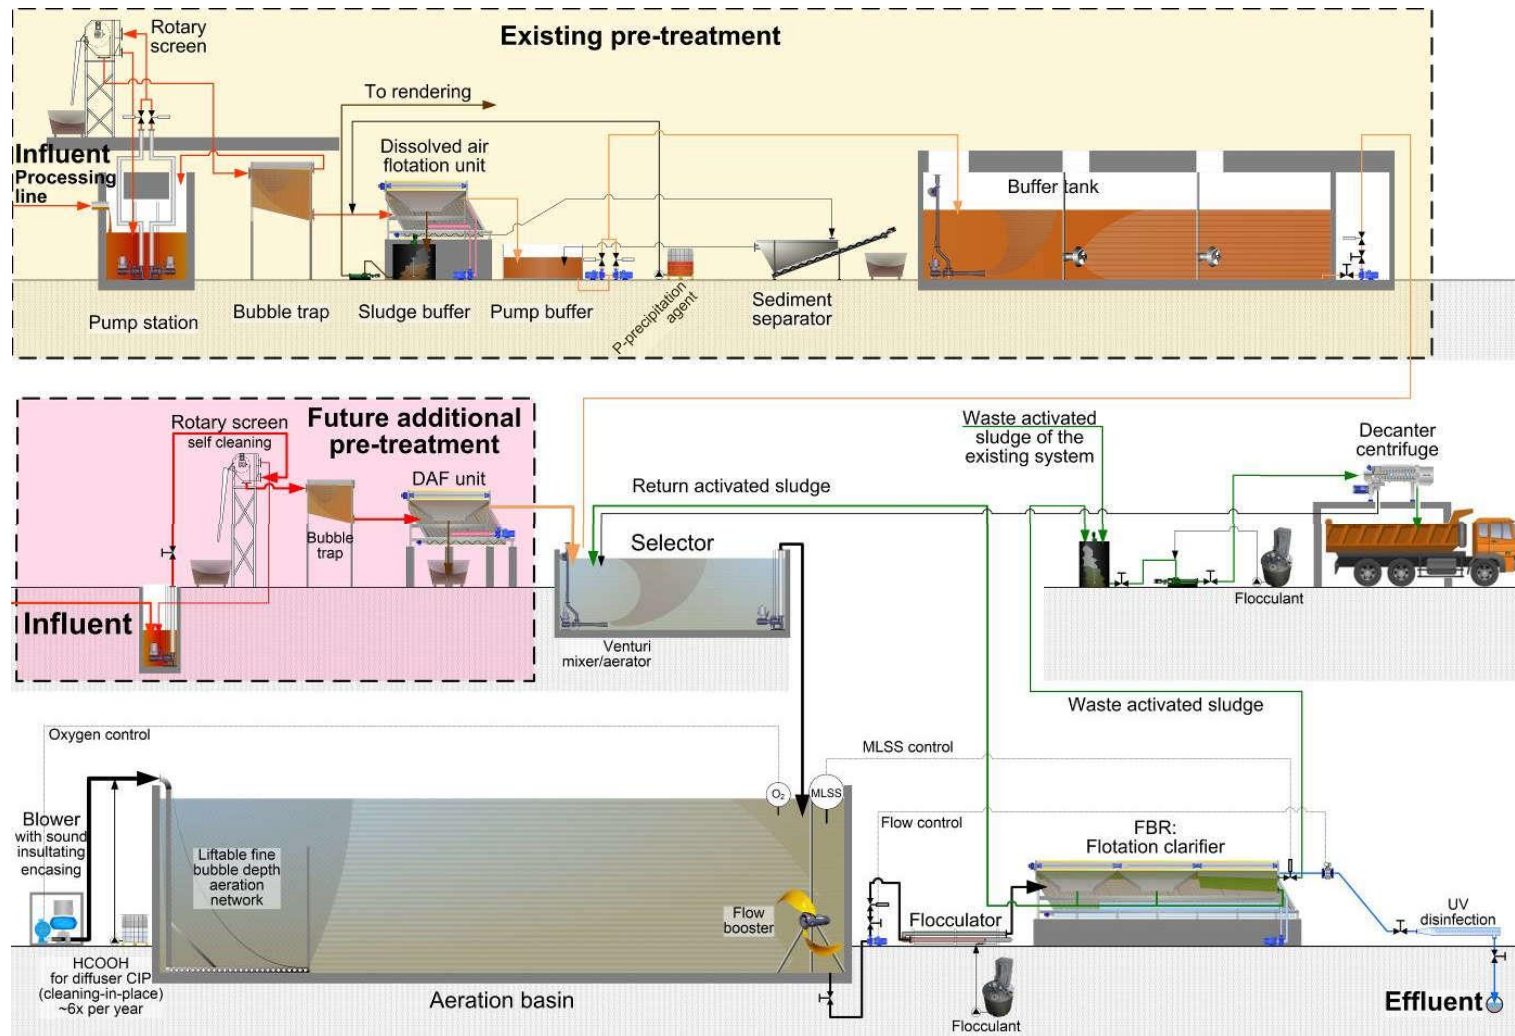 Existing pre-treatment
Rotary
screen
To rendering
Influent
Processing
line
Dissolved air
flotation unit
Buffer tank
Pump station
Bubble trap
Sludge buffer
Pump buffer
P-precipitation
agent
Sediment
separator
Future additional
pre-treatment
Rotary screen
self cleaning
DAF unit
Bubble
trap
Influent
Return activated sludge
Selector
Venturi
mixer/aerator
Waste activated
sludge of the
existing system
Decanter
centrifuge
Flocculant
Waste activated sludge
Oxygen control
MLSS control
O2
MLSS
Flow control
Blower
with sound
insultating
encasing
Liftable fine
bubble depth
aeration
network
Flow
booster
FBR:
Flotation clarifier
Flocculator
UV
disinfection
HCOOH
for diffuser CIP
(cleaning-in-place)
~6x per year
Aeration basin
Flocculant
Effluent